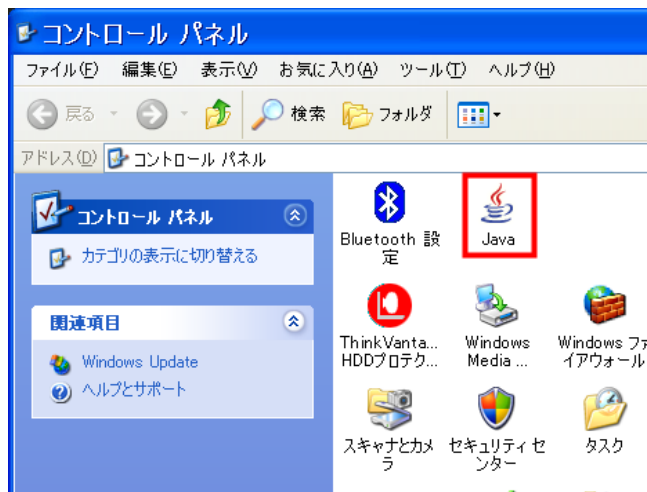 コントロール パネル
ファイル(F) 編集(E) 表示(V) お気に入り(A) ツール(T) ヘルプ(H)
戻る 検索 フォルダ
アドレス(D) コントロール パネル
コントロール パネル
カテゴリの表示に切り替える
関連項目
Windows Update
ヘルプとサポート
Bluetooth 設
定
Java
ThinkVanta...
HDDプロテク...
Windows
Media ...
Windows ファ
イアウォール
スキャナとカメ
ラ
セキュリティ セ
ンター
タスク